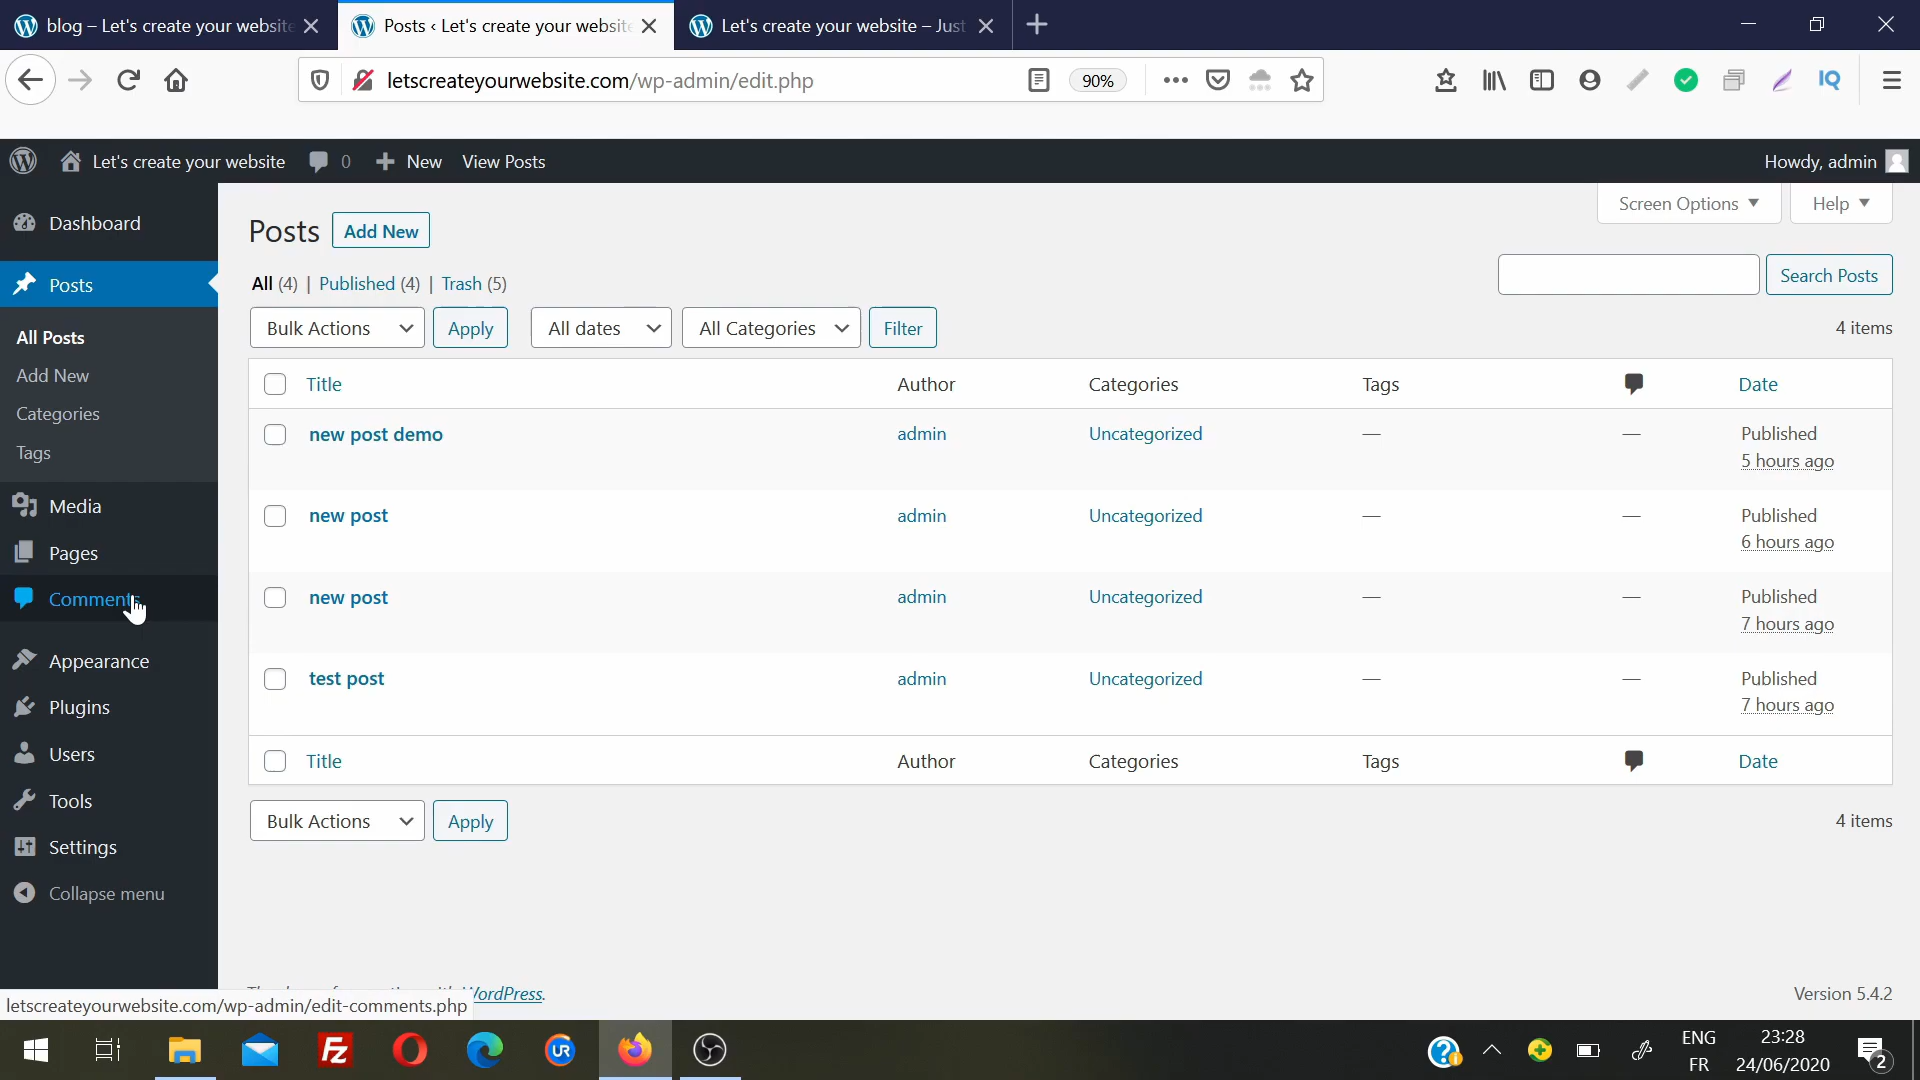 blog – Let's create your website
Posts ‹ Let's create your website
Let's create your website – Just
letscreateyourwebsite.com/wp-admin/edit.php
90%
IQ
Let's create your website
0
New
View Posts
Howdy, admin
Dashboard
Posts
All Posts
Add New
Categories
Tags
Media
Pages
Comments
Appearance
Plugins
Users
Tools
Settings
Collapse menu
Screen Options
Help
Posts
Add New
All (4) | Published (4) | Trash (5)
Search Posts
Bulk Actions
Apply
All dates
All Categories
Filter
4 items
Title
Author
Categories
Tags
Date
new post demo
admin
Uncategorized
—
—
Published
5 hours ago
new post
admin
Uncategorized
—
—
Published
6 hours ago
new post
admin
Uncategorized
—
—
Published
7 hours ago
test post
admin
Uncategorized
—
—
Published
7 hours ago
Title
Author
Categories
Tags
Date
Bulk Actions
Apply
4 items
WordPress.
Version 5.4.2
letscreateyourwebsite.com/wp-admin/edit-comments.php
FZ
UR
ENG
FR
23:28
24/06/2020
2